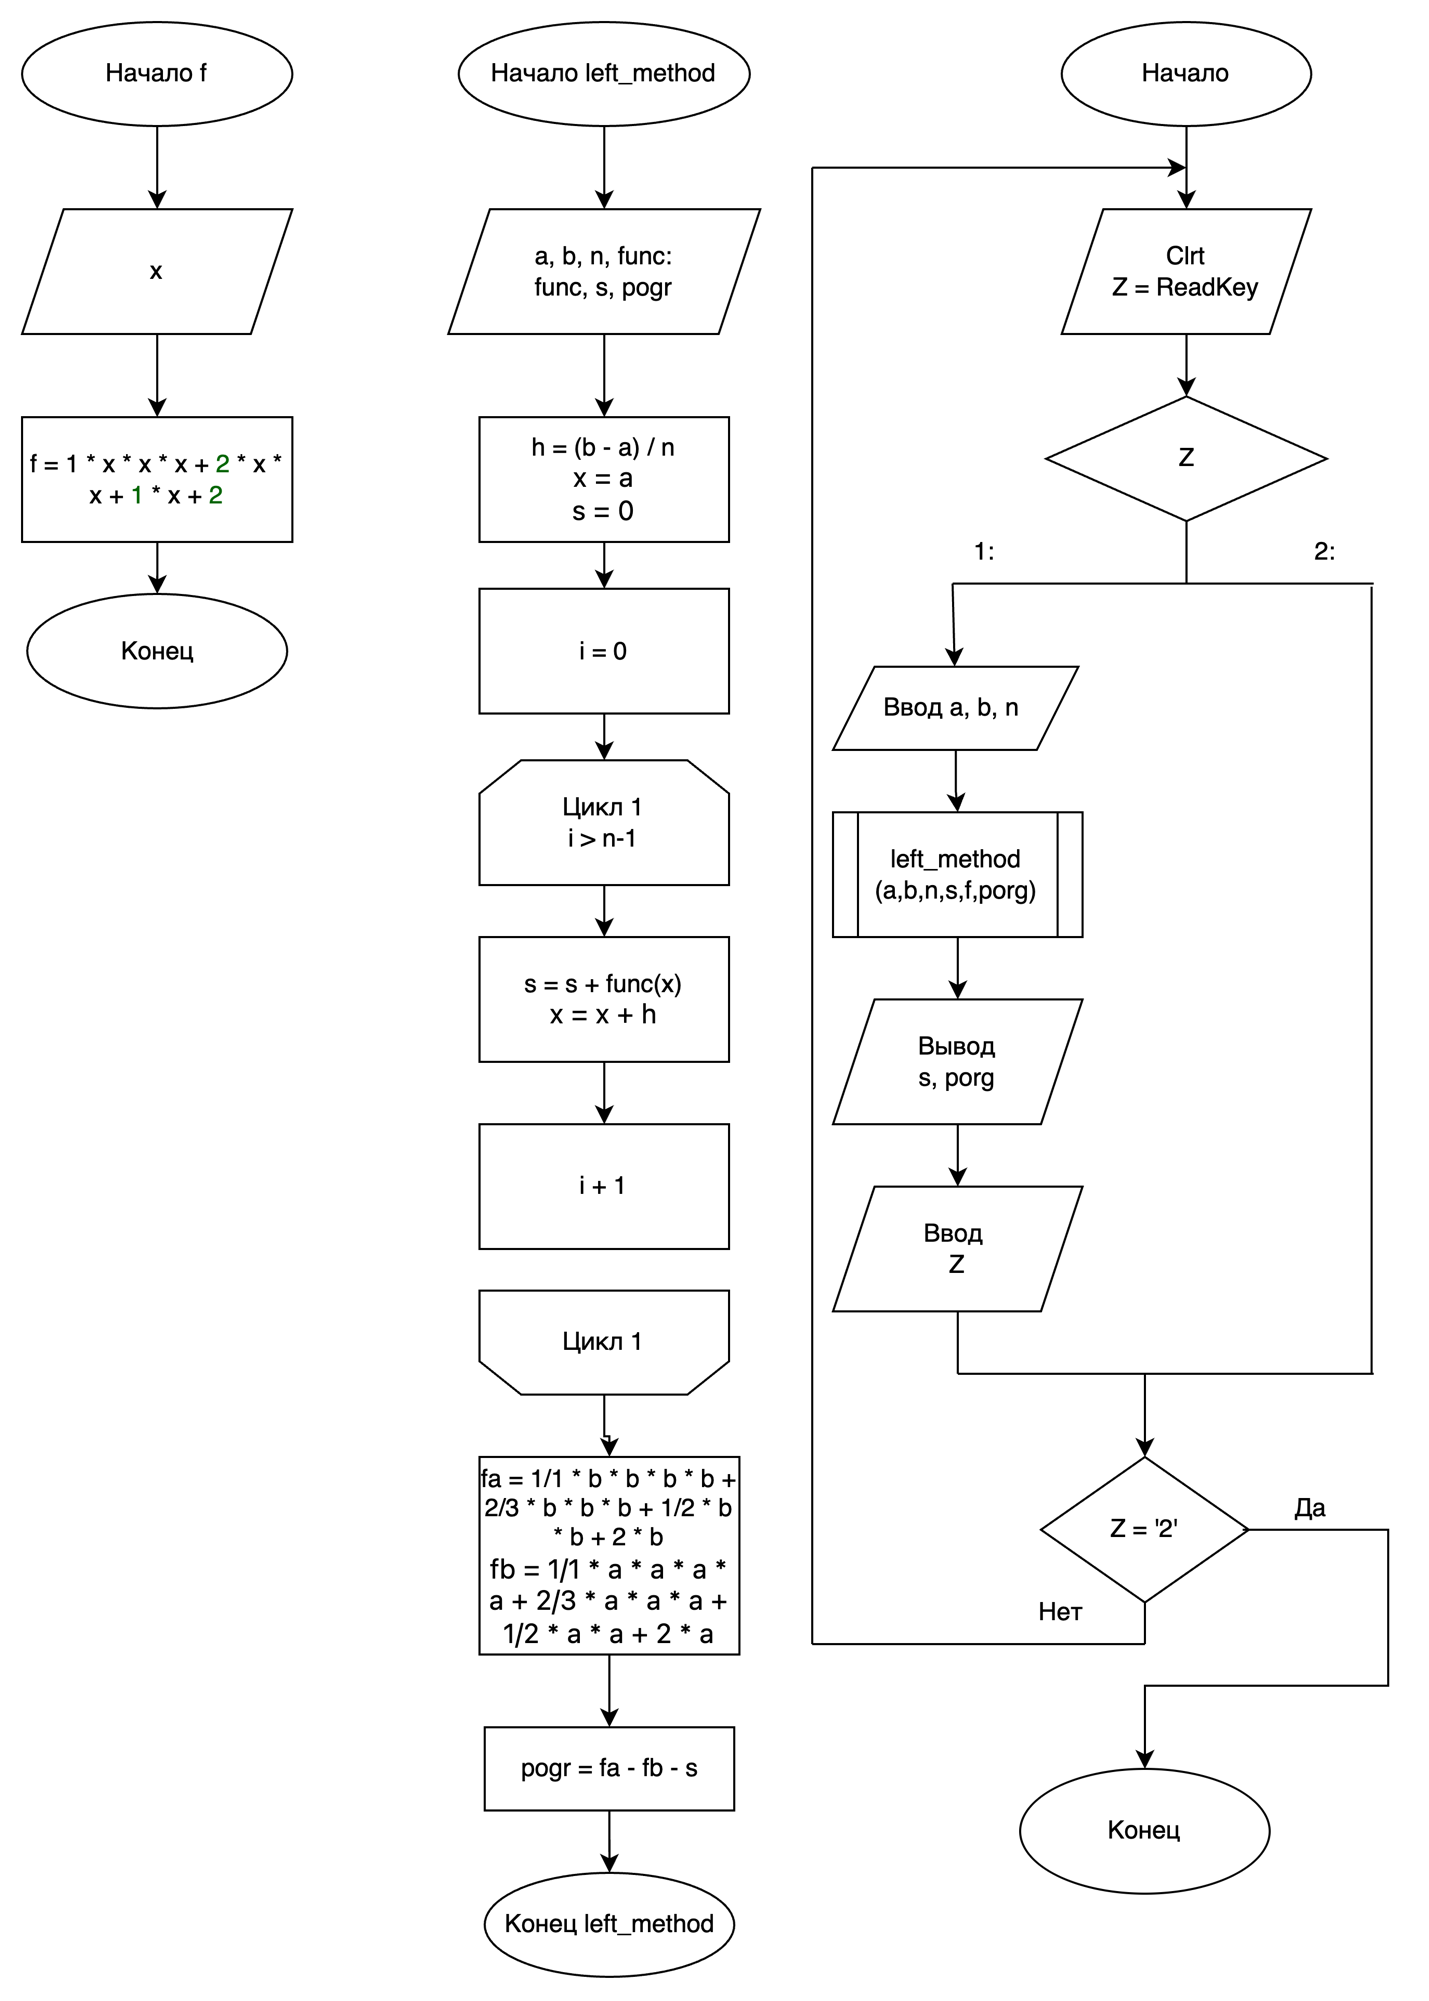 Начало f
x
f = 1 * x * x * x + 2 * x *
x + 1 * x + 2
Конец
Начало left_method
a, b, n, func:
func, s, pogr
h = (b - a) / n
x = a
s = 0
i = 0
Цикл 1
i > n-1
s = s + func(x)
x = x + h
i + 1
Цикл 1
fa = 1/1 * b * b * b * b +
2/3 * b * b * b + 1/2 * b
* b + 2 * b
fb = 1/1 * a * a * a *
a + 2/3 * a * a * a +
1/2 * a * a + 2 * a
pogr = fa - fb - s
Конец left_method
Начало
Clrt
Z = ReadKey
Z
1:
2:
Ввод a, b, n
left_method
(a,b,n,s,f,porg)
Вывод
s, porg
Ввод
Z
Z = '2'
Да
Нет
Конец